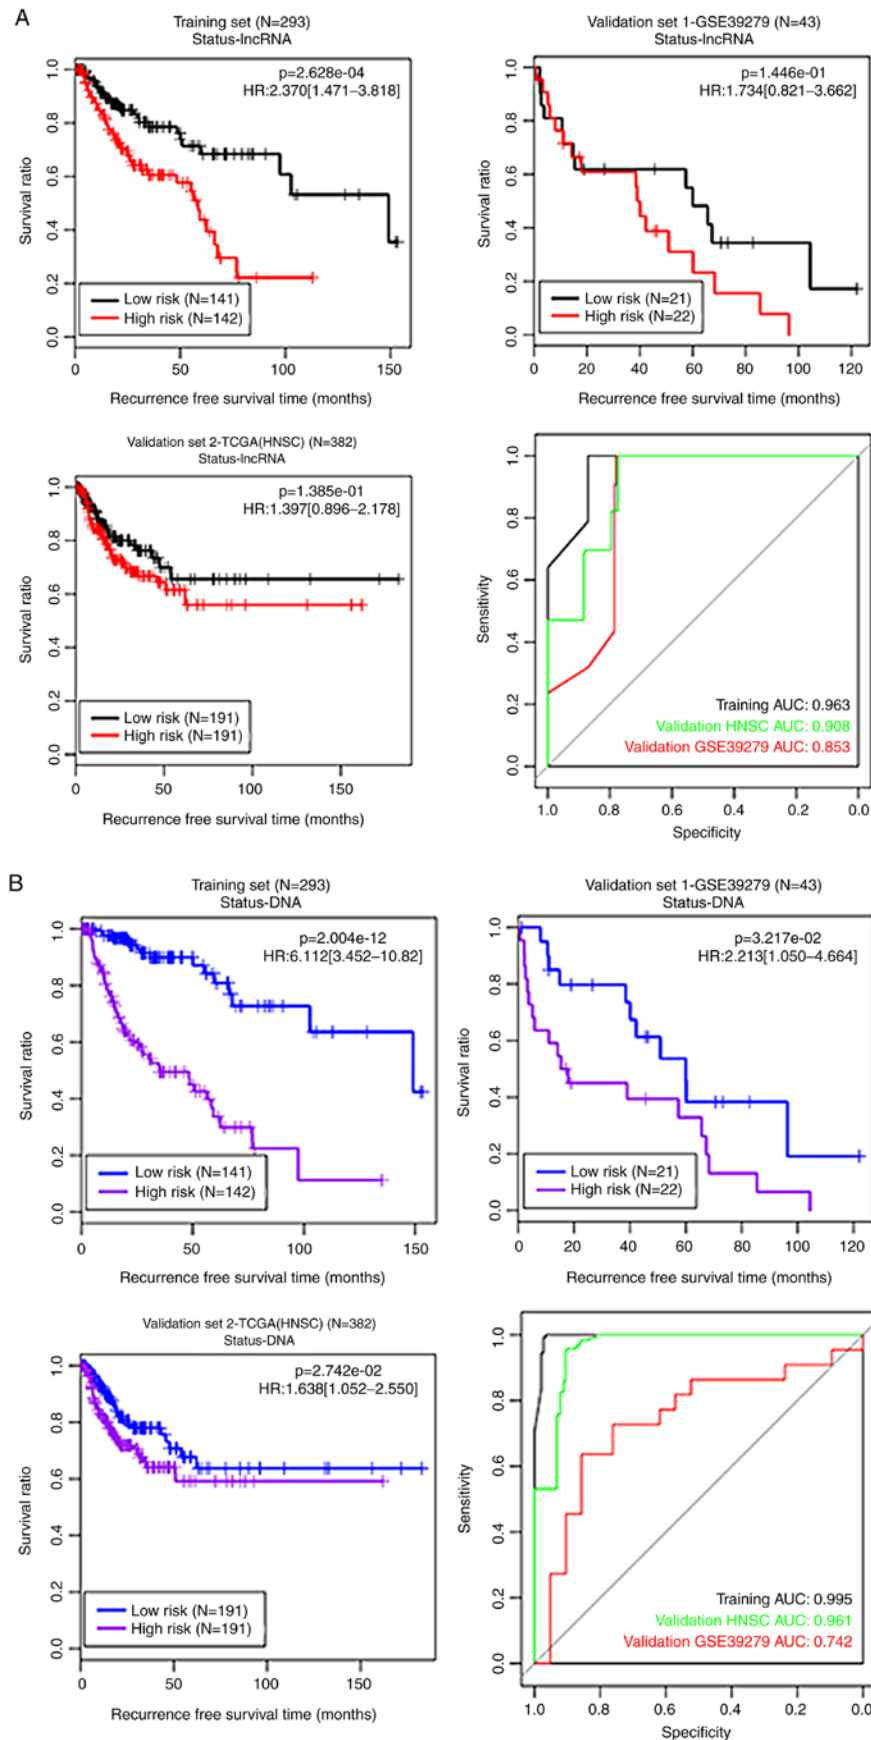 A
Training set (N=293)
Status-lncRNA
p=2.628e-04
HR:2.370[1.471–3.818]
Survival ratio
1.0
0.8
0.6
0.4
0.2
0.0
Low risk (N=141)
High risk (N=142)
0 50 100 150
Recurrence free survival time (months)
Validation set 1-GSE39279 (N=43)
Status-lncRNA
p=1.446e-01
HR:1.734[0.821–3.662]
Survival ratio
1.0
0.8
0.6
0.4
0.2
0.0
Low risk (N=21)
High risk (N=22)
0 20 40 60 80 100 120
Recurrence free survival time (months)
Validation set 2-TCGA(HNSC) (N=382)
Status-lncRNA
p=1.385e-01
HR:1.397[0.896–2.178]
Survival ratio
1.0
0.8
0.6
0.4
0.2
0.0
Low risk (N=191)
High risk (N=191)
0 50 100 150
Recurrence free survival time (months)
Sensitivity
1.0
0.8
0.6
0.4
0.2
0.0
Training AUC: 0.963
Validation HNSC AUC: 0.908
Validation GSE39279 AUC: 0.853
1.0 0.8 0.6 0.4 0.2 0.0
Specificity
B
Training set (N=293)
Status-DNA
p=2.004e-12
HR:6.112[3.452–10.82]
Survival ratio
1.0
0.8
0.6
0.4
0.2
0.0
Low risk (N=141)
High risk (N=142)
0 50 100 150
Recurrence free survival time (months)
Validation set 1-GSE39279 (N=43)
Status-DNA
p=3.217e-02
HR:2.213[1.050–4.664]
Survival ratio
1.0
0.8
0.6
0.4
0.2
0.0
Low risk (N=21)
High risk (N=22)
0 20 40 60 80 100 120
Recurrence free survival time (months)
Validation set 2-TCGA(HNSC) (N=382)
Status-DNA
p=2.742e-02
HR:1.638[1.052–2.550]
Survival ratio
1.0
0.8
0.6
0.4
0.2
0.0
Low risk (N=191)
High risk (N=191)
0 50 100 150
Recurrence free survival time (months)
Sensitivity
1.0
0.8
0.6
0.4
0.2
0.0
Training AUC: 0.995
Validation HNSC AUC: 0.961
Validation GSE39279 AUC: 0.742
1.0 0.8 0.6 0.4 0.2 0.0
Specificity